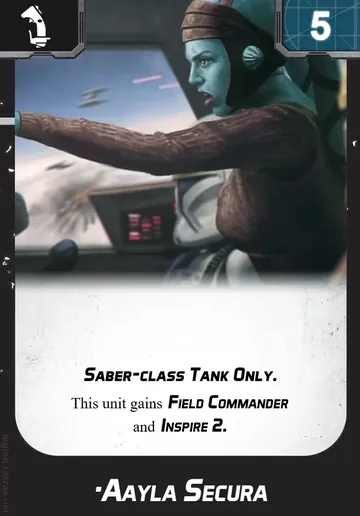 5
SABER-CLASS TANK ONLY.
This unit gains FIELD COMMANDER
and INSPIRE 2.
•AAYLA SECURA